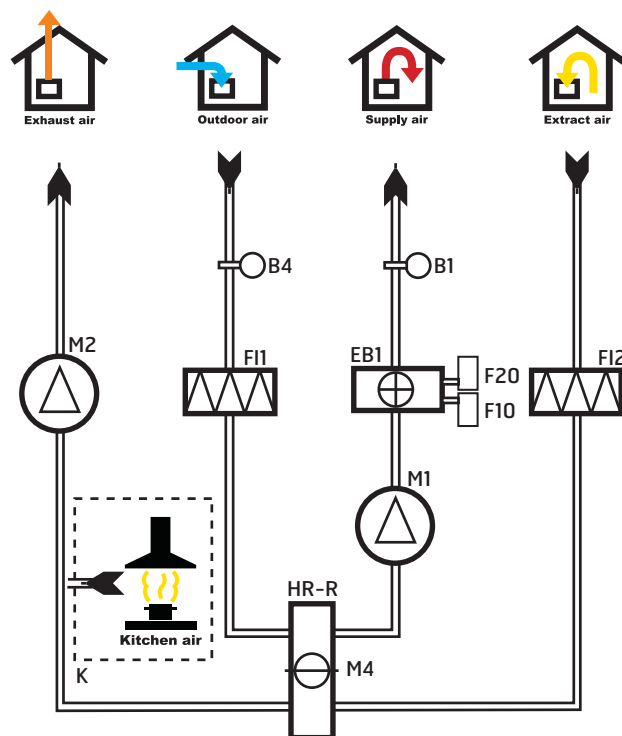 Exhaust air
Outdoor air
Supply air
Extract air
B4
B1
M2
FI1
EB1
F20
F10
FI2
M1
HR-R
Kitchen air
K
M4